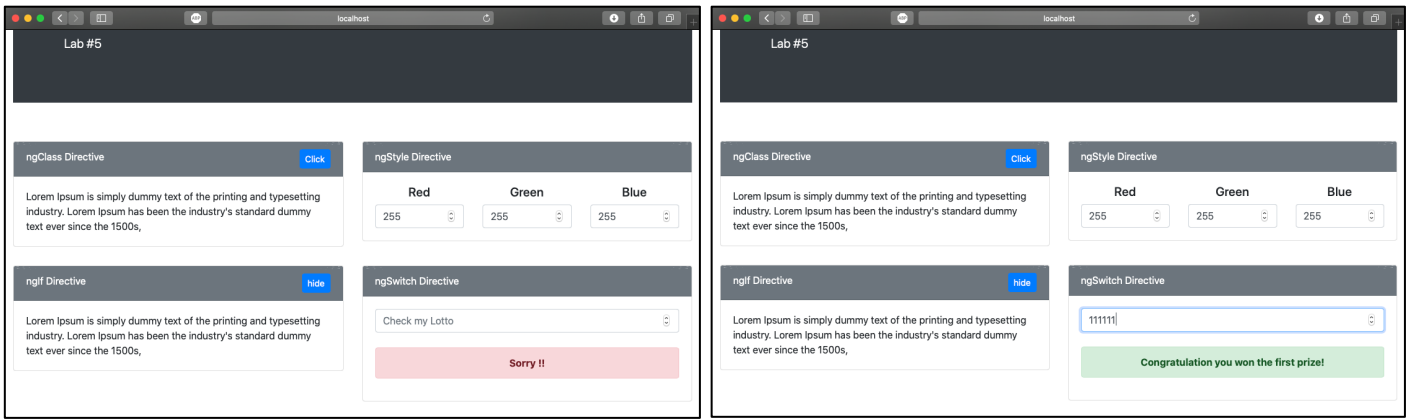 localhost
Lab #5
ngClass Directive
Click
Lorem Ipsum is simply dummy text of the printing and typesetting
industry. Lorem Ipsum has been the industry's standard dummy
text ever since the 1500s,
ngStyle Directive
Red Green Blue
255 255 255
ngIf Directive
hide
Lorem Ipsum is simply dummy text of the printing and typesetting
industry. Lorem Ipsum has been the industry's standard dummy
text ever since the 1500s,
ngSwitch Directive
Check my Lotto
Sorry !!
localhost
Lab #5
ngClass Directive
Click
Lorem Ipsum is simply dummy text of the printing and typesetting
industry. Lorem Ipsum has been the industry's standard dummy
text ever since the 1500s,
ngStyle Directive
Red Green Blue
255 255 255
ngIf Directive
hide
Lorem Ipsum is simply dummy text of the printing and typesetting
industry. Lorem Ipsum has been the industry's standard dummy
text ever since the 1500s,
ngSwitch Directive
111111
Congratulation you won the first prize!